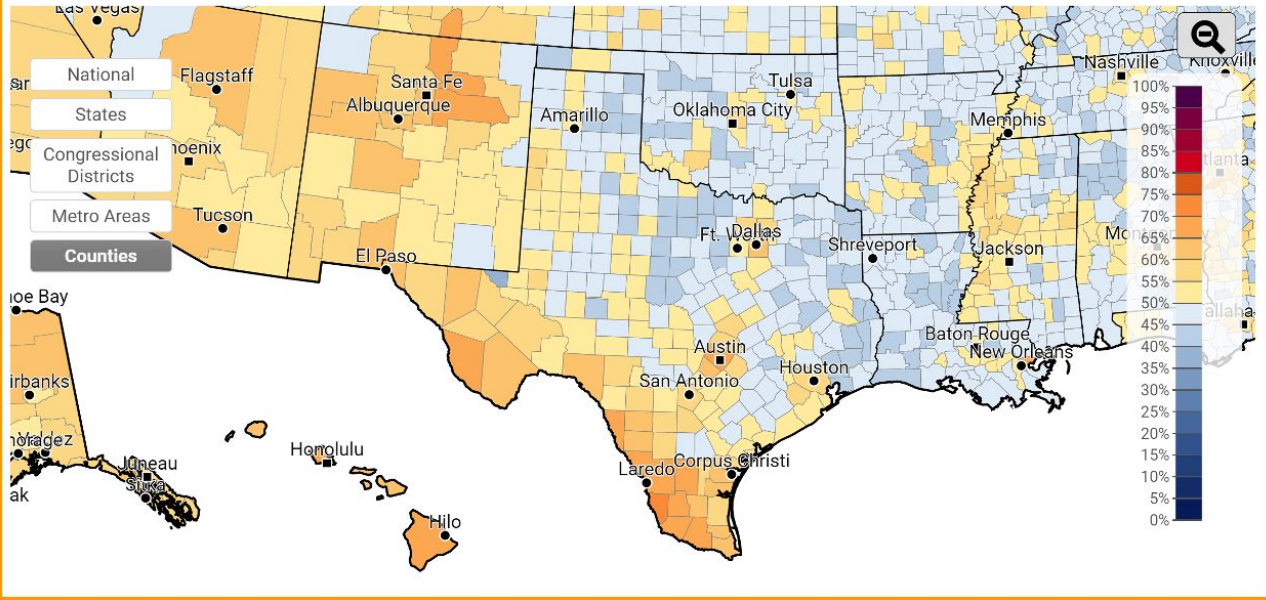 Las Vegas
National
States
Congressional
Districts
Metro Areas
Counties
Flagstaff
Santa Fe
Albuquerque
Amarillo
Tulsa
Oklahoma City
Nashville
Knoxville
Memphis
Tucson
El Paso
Dallas
Shreveport
Jackson
Baton Rouge
New Orleans
Austin
Houston
San Antonio
Laredo
Corpus Christi
Honolulu
Hilo
Juneau
Sitka
Valdez
100%
95%
90%
85%
80%
75%
70%
65%
60%
55%
50%
45%
40%
35%
30%
25%
20%
15%
10%
5%
0%